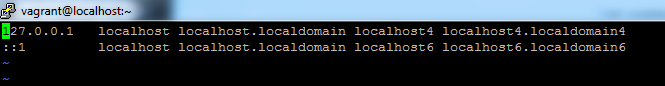 vagrant@localhost:~
127.0.0.1   localhost localhost.localdomain localhost4 localhost4.localdomain4
::1         localhost localhost.localdomain localhost6 localhost6.localdomain6
~
~